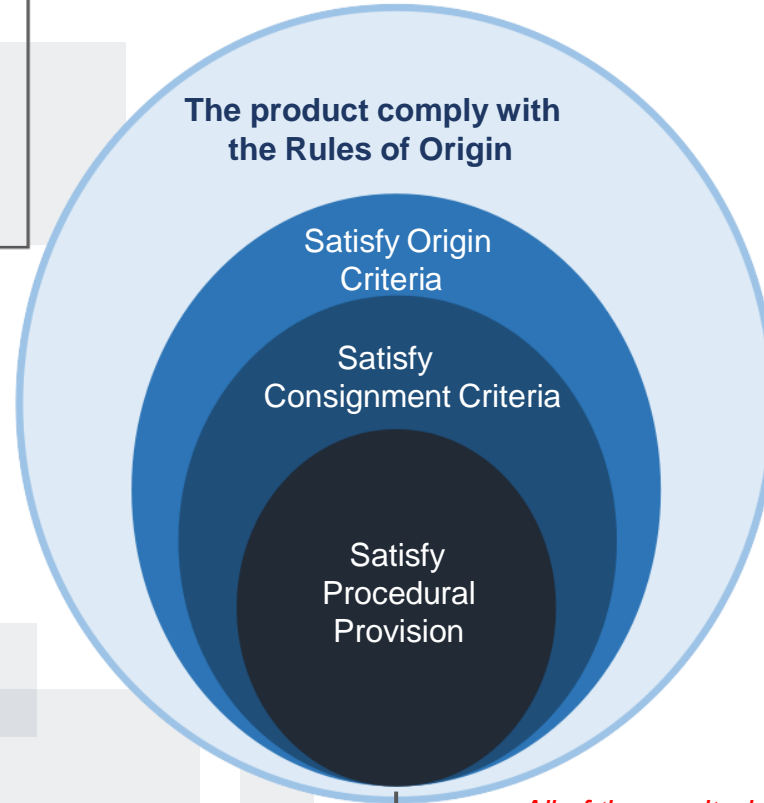 The product comply with
the Rules of Origin
Satisfy Origin
Criteria
Satisfy
Consignment Criteria
Satisfy
Procedural
Provision